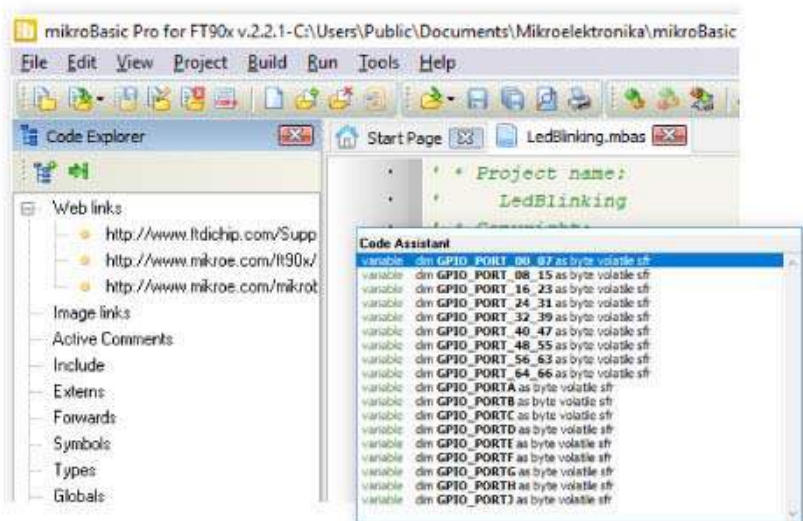 mikroBasic Pro for FT90x v.2.2.1-C:\Users\Public\Documents\Mikroelektronika\mikroBasic
File Edit View Project Build Run Tools Help
Code Explorer
Start Page
LedBlinking.mbas
Web links
http://www.ftdichip.com/Supp
http://www.mikroe.com/ft90x/
http://www.mikroe.com/mikrot
Image links
Active Comments
Include
Externs
Forwards
Symbols
Types
Globals
' * Project name:
' LedBlinking
' * Copyright:
Code Assistant
variable dim GPIO_PORT_00_07 as byte volatile sfr
variable dim GPIO_PORT_08_15 as byte volatile sfr
variable dim GPIO_PORT_16_23 as byte volatile sfr
variable dim GPIO_PORT_24_31 as byte volatile sfr
variable dim GPIO_PORT_32_39 as byte volatile sfr
variable dim GPIO_PORT_40_47 as byte volatile sfr
variable dim GPIO_PORT_48_55 as byte volatile sfr
variable dim GPIO_PORT_56_63 as byte volatile sfr
variable dim GPIO_PORT_64_66 as byte volatile sfr
variable dim GPIO_PORTA as byte volatile sfr
variable dim GPIO_PORTB as byte volatile sfr
variable dim GPIO_PORTC as byte volatile sfr
variable dim GPIO_PORTD as byte volatile sfr
variable dim GPIO_PORTE as byte volatile sfr
variable dim GPIO_PORTF as byte volatile sfr
variable dim GPIO_PORTG as byte volatile sfr
variable dim GPIO_PORTH as byte volatile sfr
variable dim GPIO_PORTJ as byte volatile sfr